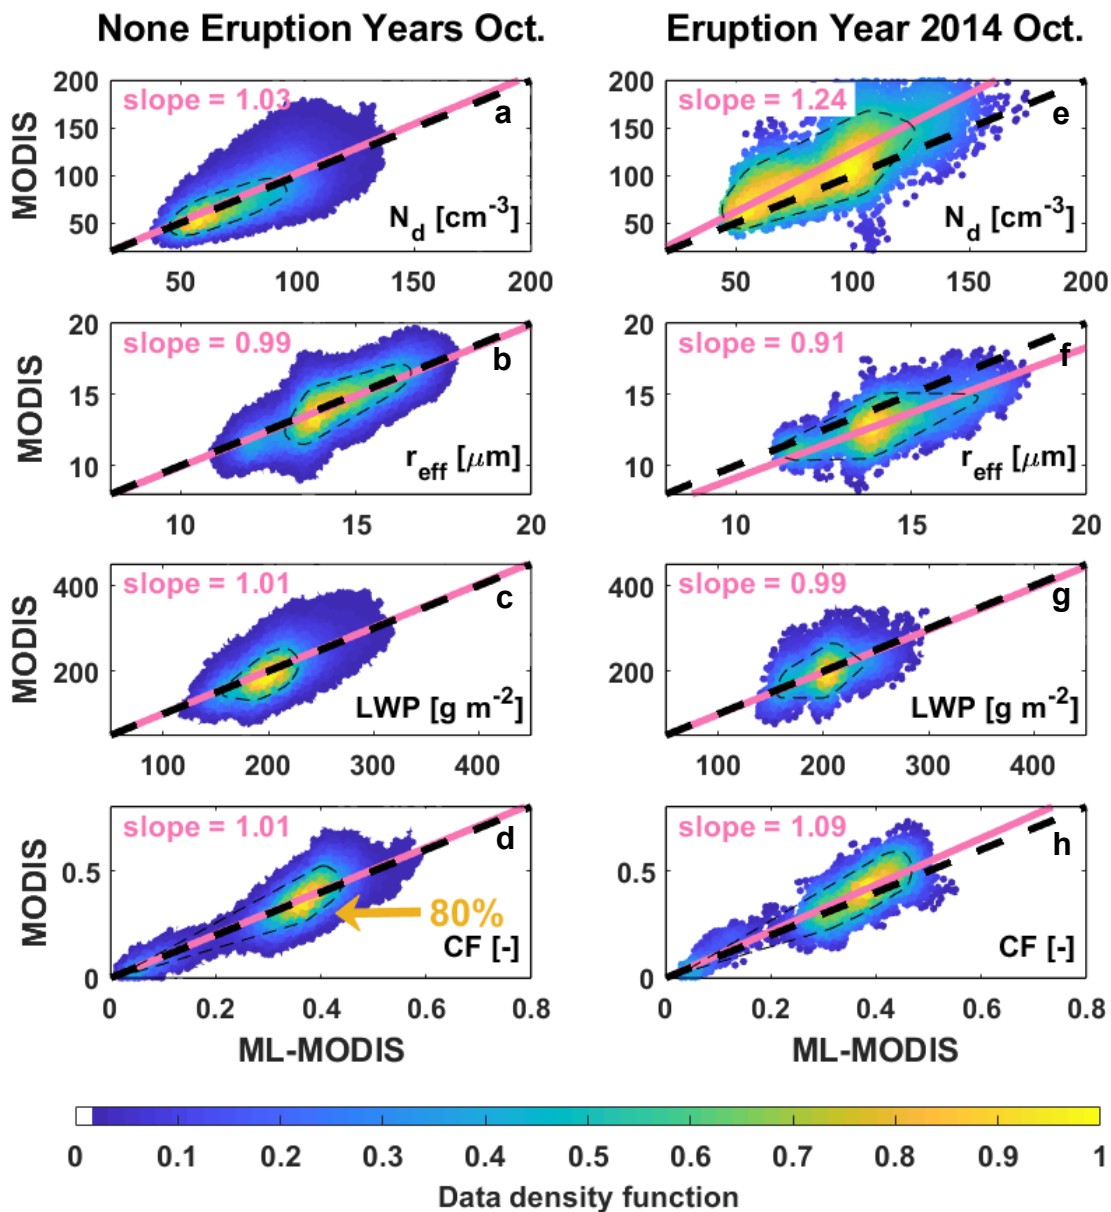 None Eruption Years Oct.
Eruption Year 2014 Oct.
MODIS
200
150
100
50
slope = 1.03
a
N_d [cm^-3]
50
100
150
200
200
150
100
50
slope = 1.24
e
N_d [cm^-3]
50
100
150
200
MODIS
20
15
10
slope = 0.99
b
r_eff [μm]
10
15
20
20
15
10
slope = 0.91
f
r_eff [μm]
10
15
20
MODIS
400
200
slope = 1.01
c
LWP [g m^-2]
100
200
300
400
400
200
slope = 0.99
g
LWP [g m^-2]
100
200
300
400
MODIS
0.5
0
slope = 1.01
d
80%
CF [-]
0
0.2
0.4
0.6
0.8
ML-MODIS
0.5
0
slope = 1.09
h
CF [-]
0
0.2
0.4
0.6
0.8
ML-MODIS
0
0.1
0.2
0.3
0.4
0.5
0.6
0.7
0.8
0.9
1
Data density function